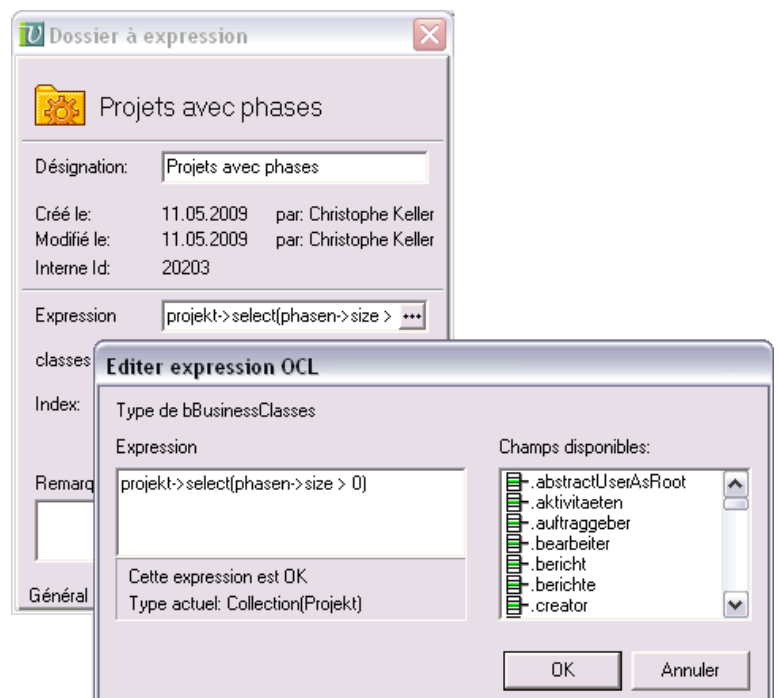 Dossier à expression
Projets avec phases
Désignation: Projets avec phases
Créé le: 11.05.2009 par: Christophe Keller
Modifié le: 11.05.2009 par: Christophe Keller
Interne Id: 20203
Expression projekt->select(phasen->size > ...
classes
Index:
Remarq
Général
Editer expression OCL
Type de bBusinessClasses
Expression
projekt->select(phasen->size > 0)
Cette expression est OK
Type actuel: Collection(Projekt)
Champs disponibles:
.abstractUserAsRoot
.aktivitaeten
.auftraggeber
.bearbeiter
.bericht
.berichte
.creator
OK Annuler